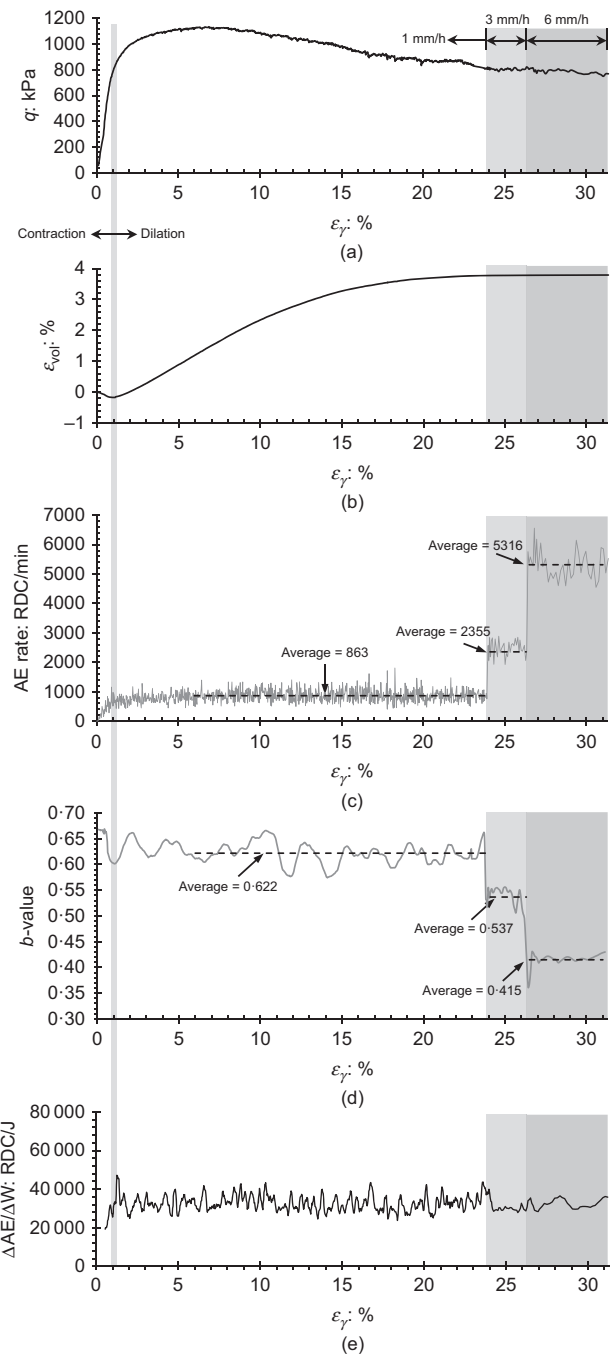 1200
1000
800
600
400
200
0
q: kPa
1 mm/h
3 mm/h
6 mm/h
0 5 10 15 20 25 30
εγ: %
Contraction
Dilation
(a)
4
3
2
1
0
–1
εvol: %
0 5 10 15 20 25 30
εγ: %
(b)
7000
6000
5000
4000
3000
2000
1000
0
AE rate: RDC/min
Average = 5316
Average = 2355
Average = 863
0 5 10 15 20 25 30
εγ: %
(c)
0·70
0·65
0·60
0·55
0·50
0·45
0·40
0·35
0·30
b-value
Average = 0·622
Average = 0·537
Average = 0·415
0 5 10 15 20 25 30
εγ: %
(d)
80 000
60 000
40 000
20 000
0
ΔAE/ΔW: RDC/J
0 5 10 15 20 25 30
εγ: %
(e)